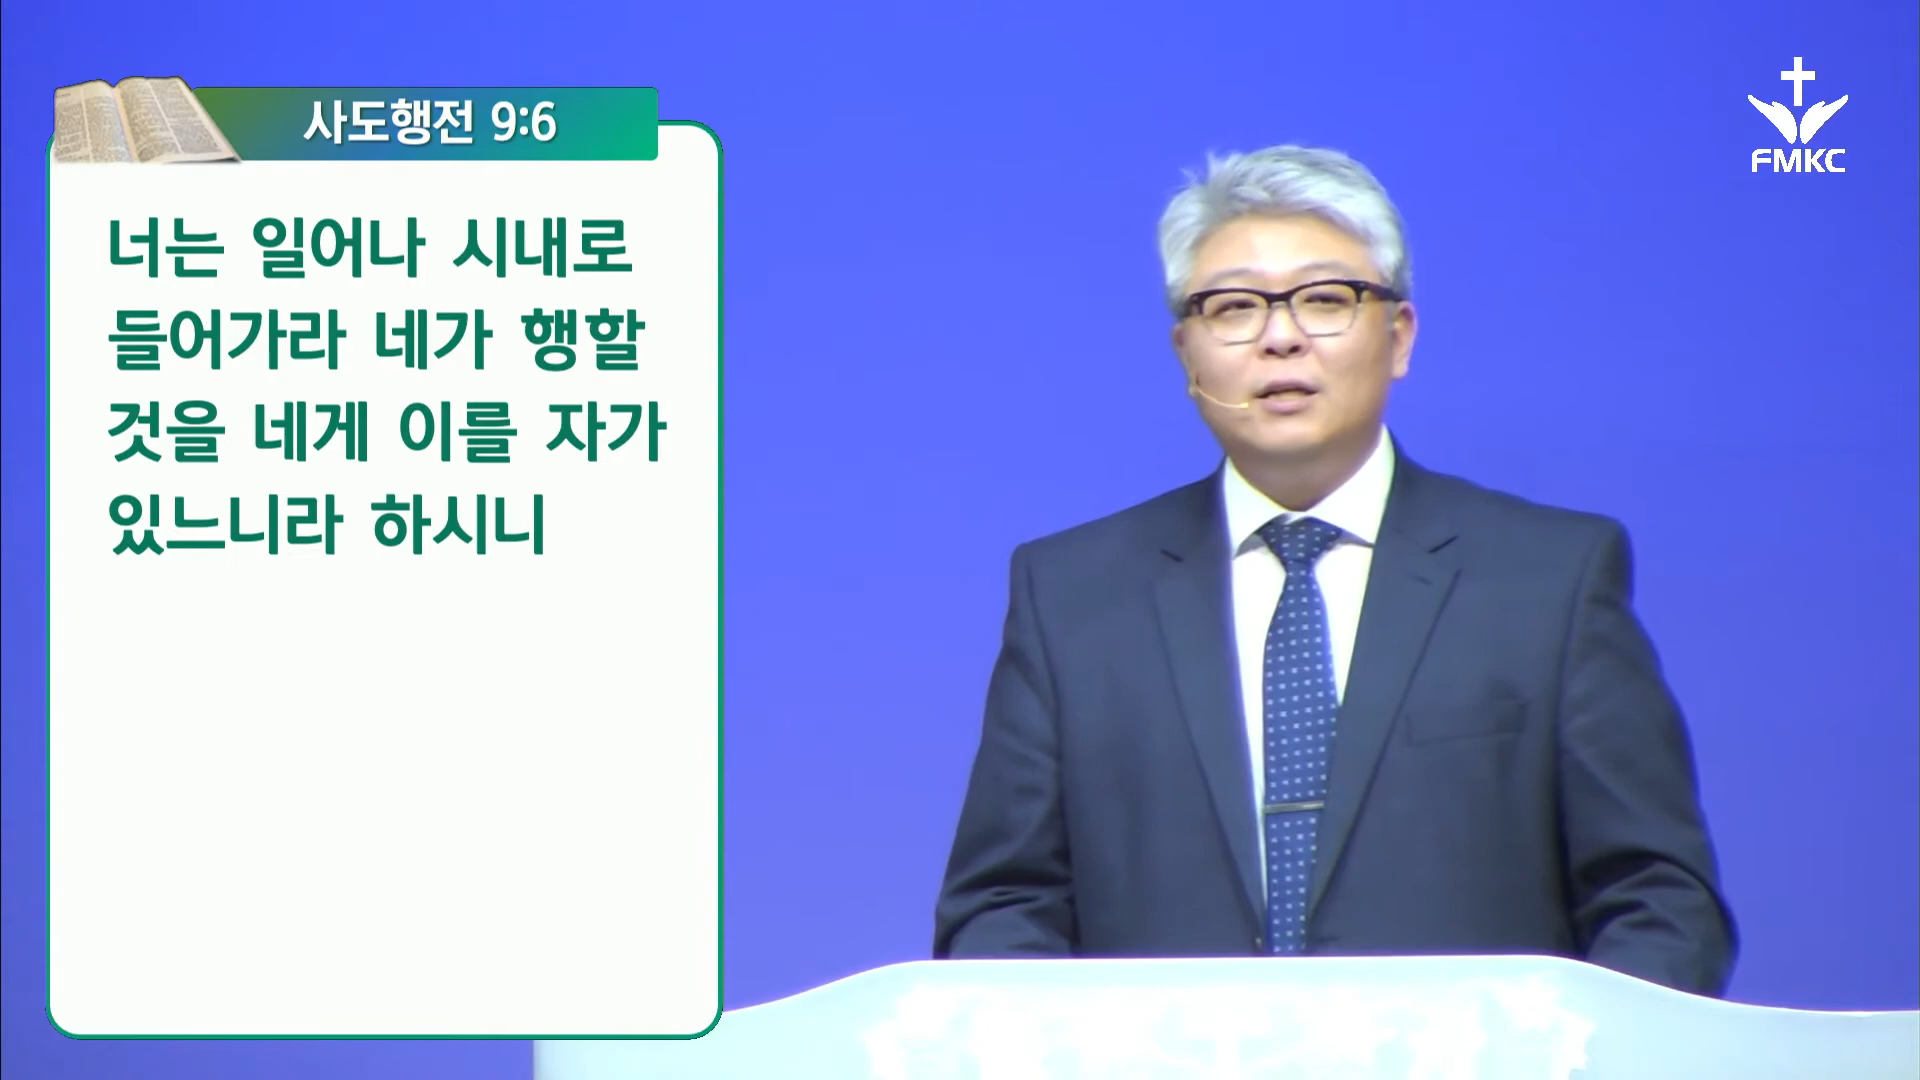 사도행전 9:6
너는 일어나 시내로
들어가라 네가 행할
것을 네게 이를 자가
있느니라 하시니
FMKC